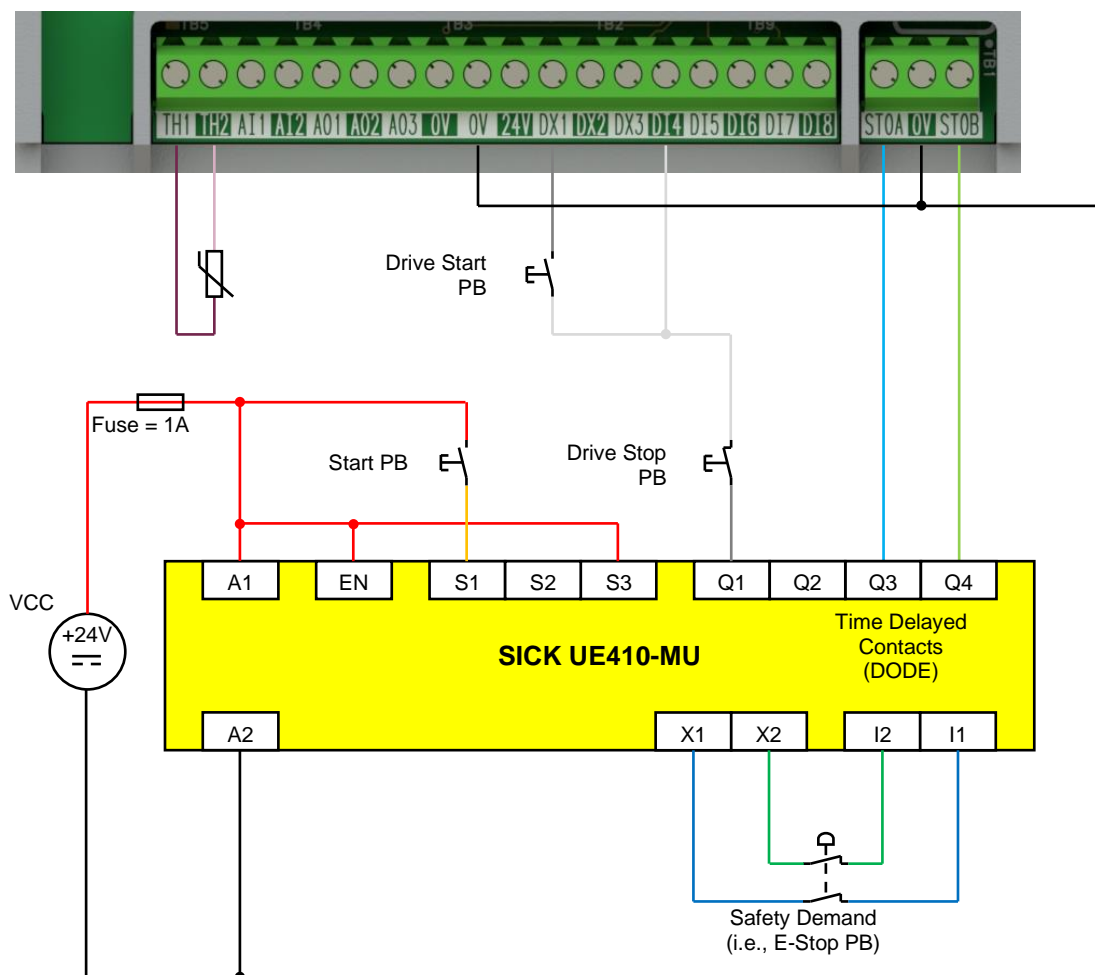 TB5 TB4 TB3 TB2 TB9
TB1
TH1 TH2 AI1 AI2 AO1 AO2 AO3 0V 0V 24V DX1 DX2 DX3 DI4 DI5 DI6 DI7 DI8 STOA 0V STOB
Drive Start
PB
Fuse = 1A
Start PB
Drive Stop
PB
VCC
+24V
A1 EN S1 S2 S3 Q1 Q2 Q3 Q4
Time Delayed
Contacts
(DODE)
SICK UE410-MU
A2 X1 X2 I2 I1
Safety Demand
(i.e., E-Stop PB)